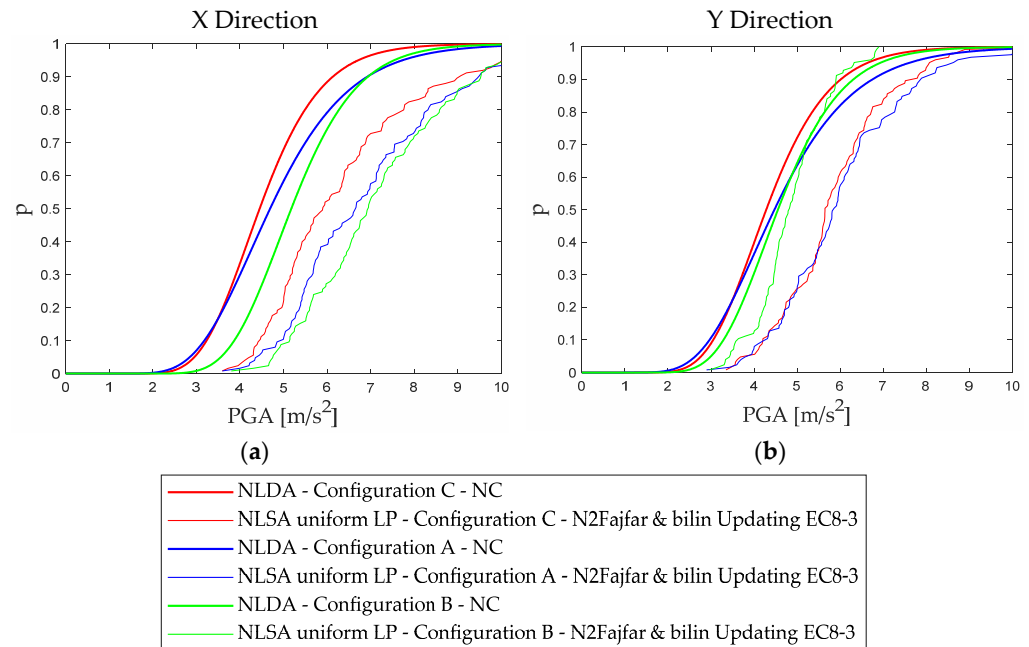 X Direction
1
0.9
0.8
0.7
0.6
0.5
0.4
0.3
0.2
0.1
0
p
0 1 2 3 4 5 6 7 8 9 10
PGA [m/s²]
(a)
Y Direction
1
0.9
0.8
0.7
0.6
0.5
0.4
0.3
0.2
0.1
0
p
0 1 2 3 4 5 6 7 8 9 10
PGA [m/s²]
(b)
NLDA - Configuration C - NC
NLSA uniform LP - Configuration C - N2Fajfar & bilin Updating EC8-3
NLDA - Configuration A - NC
NLSA uniform LP - Configuration A - N2Fajfar & bilin Updating EC8-3
NLDA - Configuration B - NC
NLSA uniform LP - Configuration B - N2Fajfar & bilin Updating EC8-3